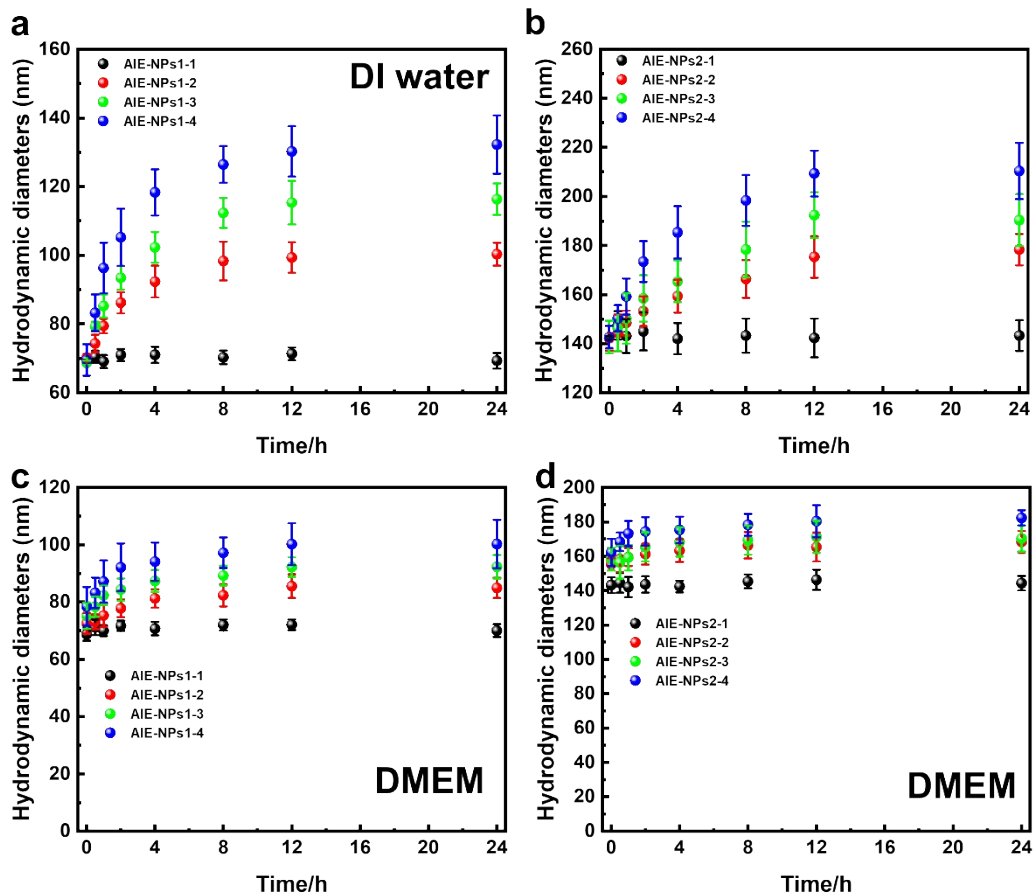 a
DI water
AIE-NPs1-1
AIE-NPs1-2
AIE-NPs1-3
AIE-NPs1-4
Hydrodynamic diameters (nm)
160
140
120
100
80
60
0 4 8 12 16 20 24
Time/h
b
AIE-NPs2-1
AIE-NPs2-2
AIE-NPs2-3
AIE-NPs2-4
Hydrodynamic diameters (nm)
260
240
220
200
180
160
140
120
0 4 8 12 16 20 24
Time/h
c
Hydrodynamic diameters (nm)
120
100
80
60
40
20
0
AIE-NPs1-1
AIE-NPs1-2
AIE-NPs1-3
AIE-NPs1-4
DMEM
0 4 8 12 16 20 24
Time/h
d
Hydrodynamic diameters (nm)
200
180
160
140
120
100
80
60
40
20
0
AIE-NPs2-1
AIE-NPs2-2
AIE-NPs2-3
AIE-NPs2-4
DMEM
0 4 8 12 16 20 24
Time/h